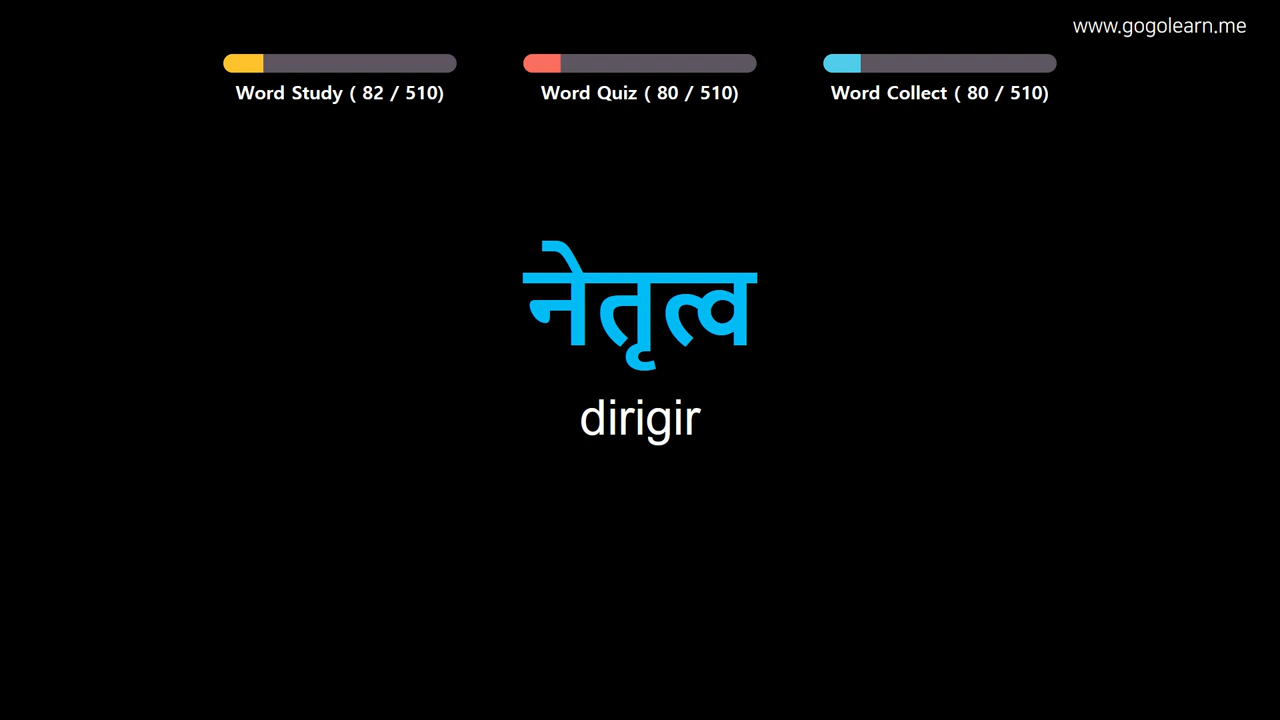 www.gogolearn.me
Word Study ( 82 / 510)
Word Quiz ( 80 / 510)
Word Collect ( 80 / 510)
नेतृत्व
dirigir